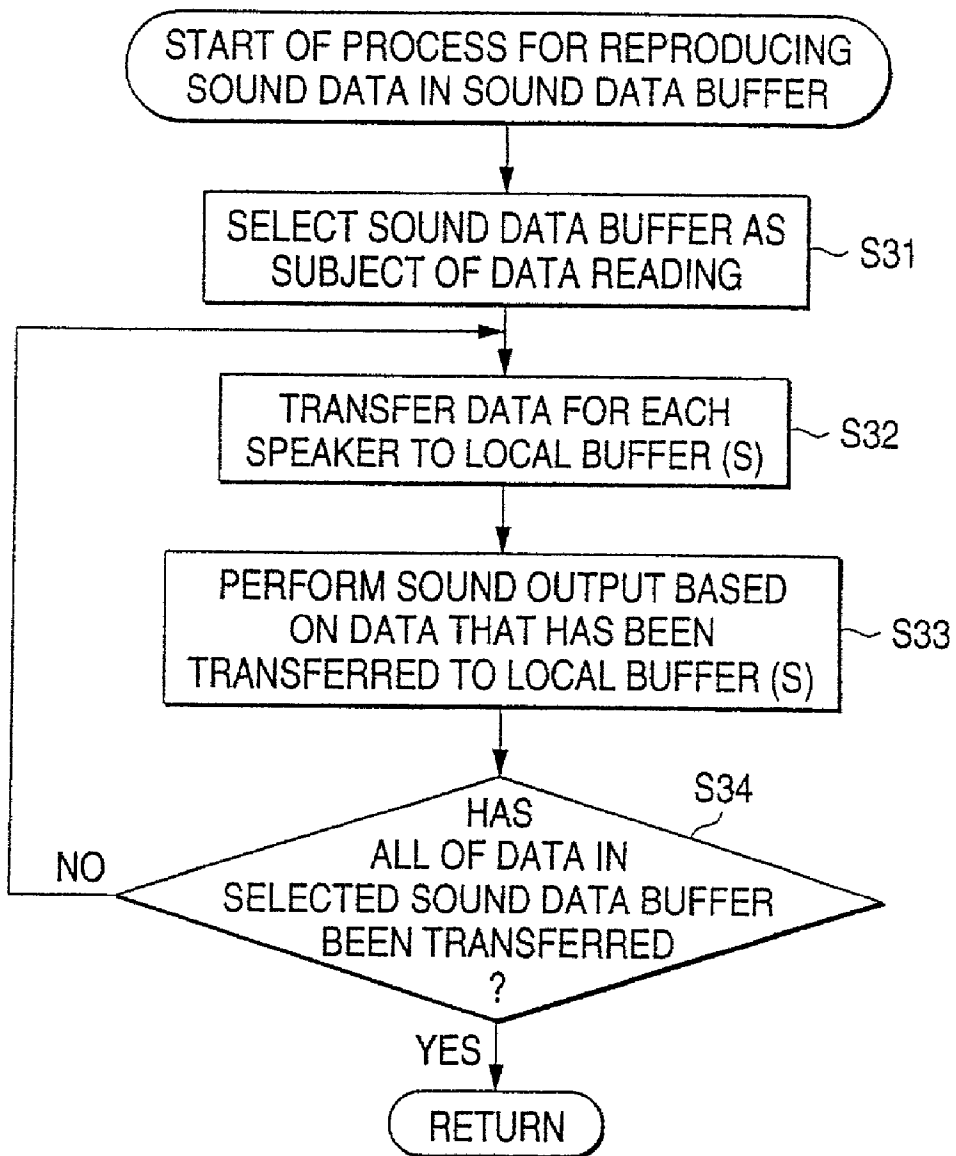 START OF PROCESS FOR REPRODUCING
SOUND DATA IN SOUND DATA BUFFER
SELECT SOUND DATA BUFFER AS
SUBJECT OF DATA READING
S31
TRANSFER DATA FOR EACH
SPEAKER TO LOCAL BUFFER (S)
S32
PERFORM SOUND OUTPUT BASED
ON DATA THAT HAS BEEN
TRANSFERRED TO LOCAL BUFFER (S)
S33
S34
HAS
ALL OF DATA IN
SELECTED SOUND DATA BUFFER
BEEN TRANSFERRED
?
NO
YES
RETURN